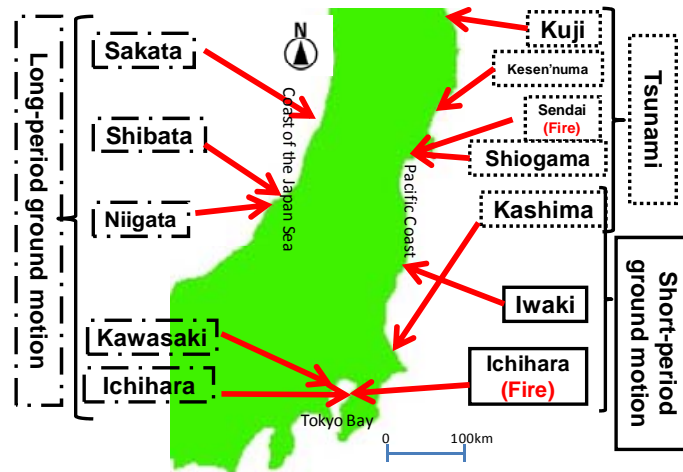 Long-period ground motion
Sakata
Shibata
Niigata
Kawasaki
Ichihara
N
Coast of the Japan Sea
Pacific Coast
Tokyo Bay
0 100km
Kuji
Kesen'numa
Sendai
(Fire)
Shiogama
Kashima
Iwaki
Ichihara
(Fire)
Tsunami
Short-period
ground motion